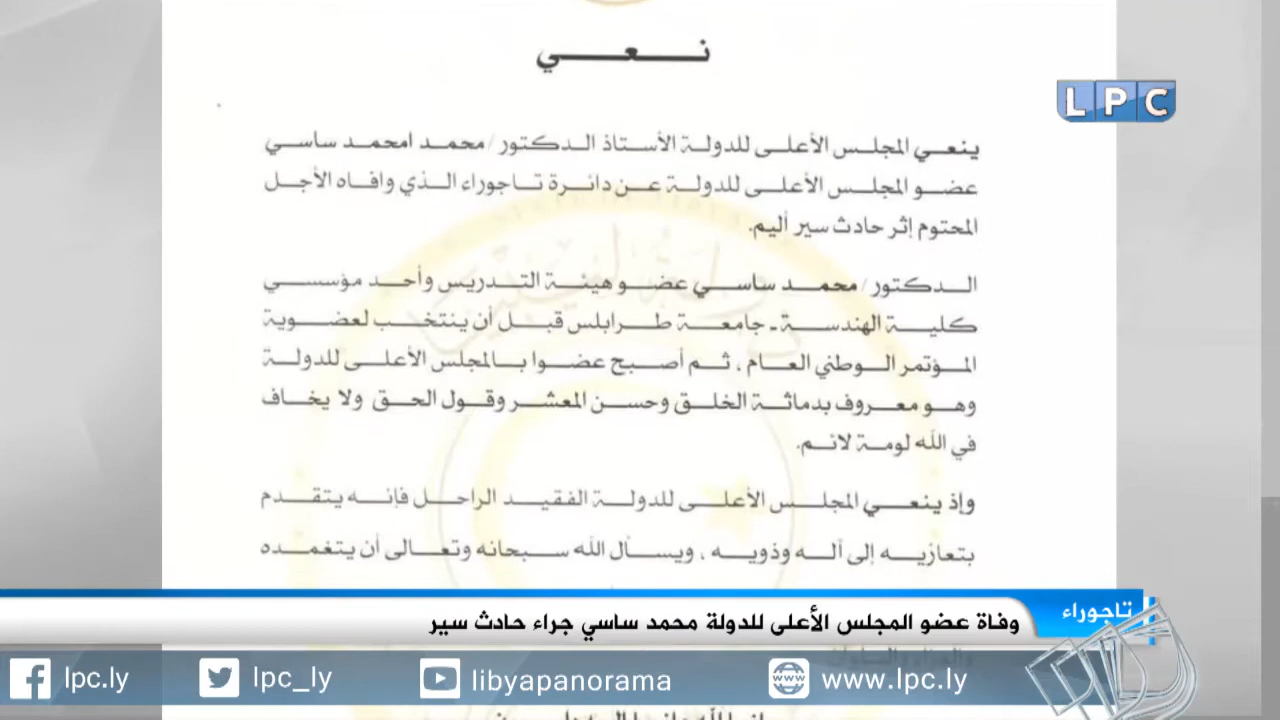 نعي
LPC
ينعي المجلس الأعلى للدولة الأستاذ الدكتور/محمد امحمد ساسي
عضو المجلس الأعلى للدولة عن دائرة تاجوراء الذي وافاه الأجل
المحتوم إثر حادث سير أليم.
الدكتور/محمد ساسي عضو هيئة التدريس وأحد مؤسسي
كلية الهندسة - جامعة طرابلس قبل أن ينتخب لعضوية
المؤتمر الوطني العام ، ثم أصبح عضوا بالمجلس الأعلى للدولة
وهو معروف بدماثة الخلق وحسن المعشر وقول الحق ولا يخاف
في الله لومة لائم.
وإذ ينعي المجلس الأعلى للدولة الفقيد الراحل فإنه يتقدم
بتعازيه إلى أله وذويه ، ويسأل الله سبحانه وتعالى أن يتغمده
تاجوراء
وفاة عضو المجلس الأعلى للدولة محمد ساسي جراء حادث سير
lpc.ly
lpc_ly
libyapanorama
www.lpc.ly